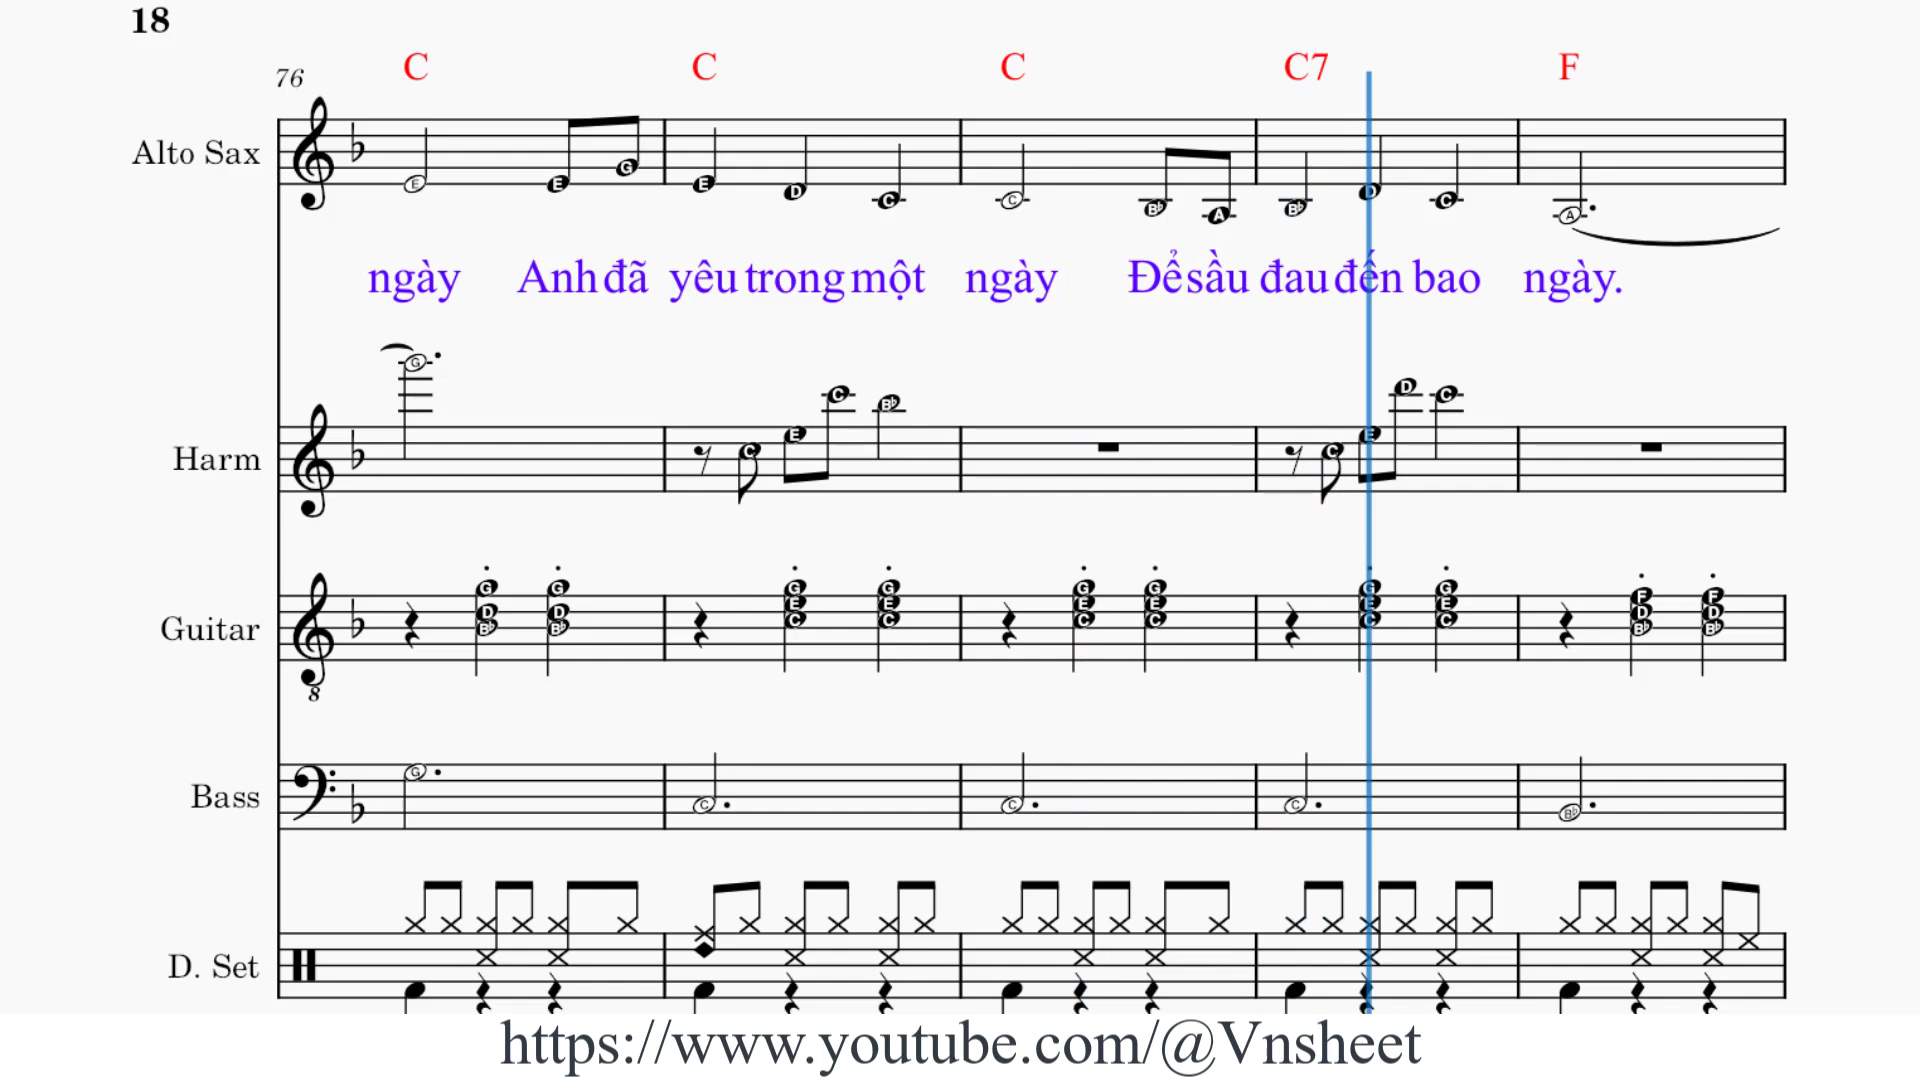 18
76 C C C C7 F
Alto Sax
E E G E D C C B♭ A B♭ D C A
ngày Anh đã yêu trong một ngày Để sầu đau đến bao ngày.
G C E C B♭ C E D C
Harm
Guitar
G D B♭ G D B♭ G E C G E C G E C G E C G E C G E C F D B♭ F D B♭
8
Bass
G C C C B♭
D. Set
https://www.youtube.com/@Vnsheet